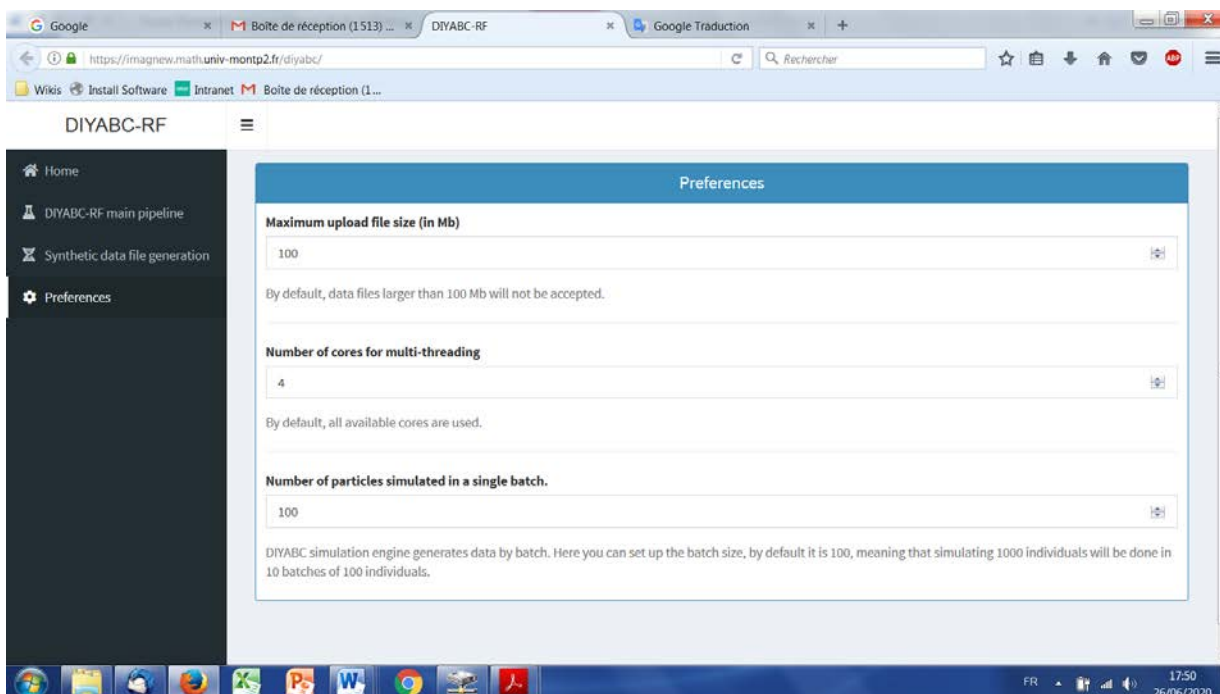 Google
Boîte de réception (1 513) ...
DIYABC-RF
Google Traduction
https://imagnew.math.univ-montp2.fr/diyabc/
Rechercher
ABP
Wikis
Install Software
Intranet
Boîte de réception (1...
DIYABC-RF
Home
DIYABC-RF main pipeline
Synthetic data file generation
Preferences
Preferences
Maximum upload file size (in Mb)
100
By default, data files larger than 100 Mb will not be accepted.
Number of cores for multi-threading
4
By default, all available cores are used.
Number of particles simulated in a single batch.
100
DIYABC simulation engine generates data by batch. Here you can set up the batch size, by default it is 100, meaning that simulating 1000 individuals will be done in
10 batches of 100 individuals.
FR
17:50
26/06/2020